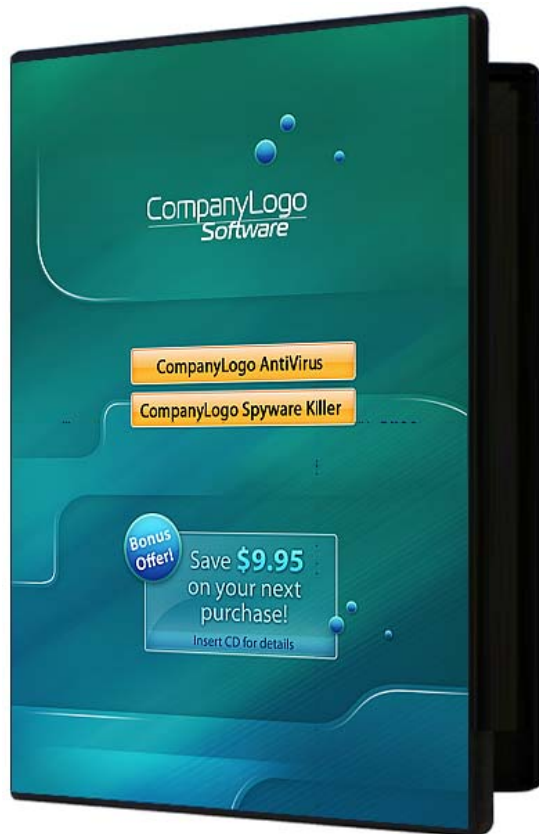 CompanyLogo
Software
CompanyLogo AntiVirus
CompanyLogo Spyware Killer
Bonus
Offer!
Save $9.95
on your next
purchase!
Insert CD for details